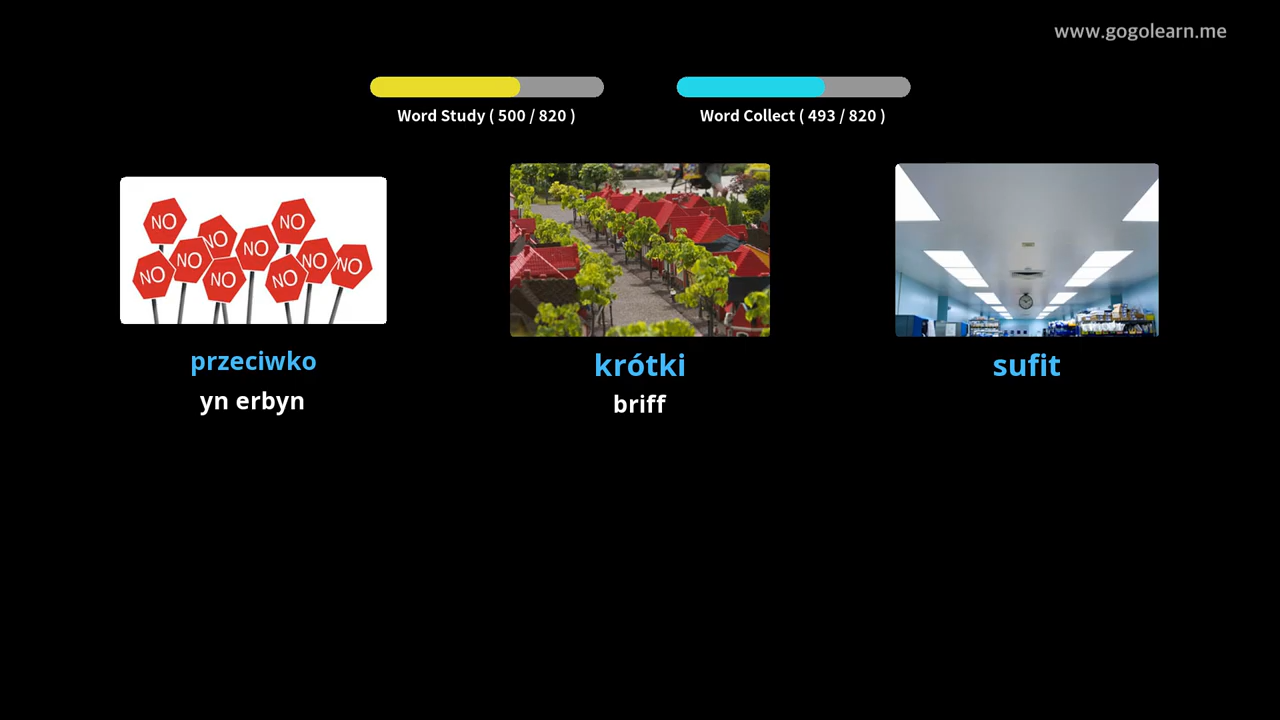 www.gogolearn.me
Word Study ( 500 / 820 )
Word Collect ( 493 / 820 )
NO
NO
NO
NO
NO
NO
NO
NO
NO
przeciwko
krótki
sufit
yn erbyn
briff